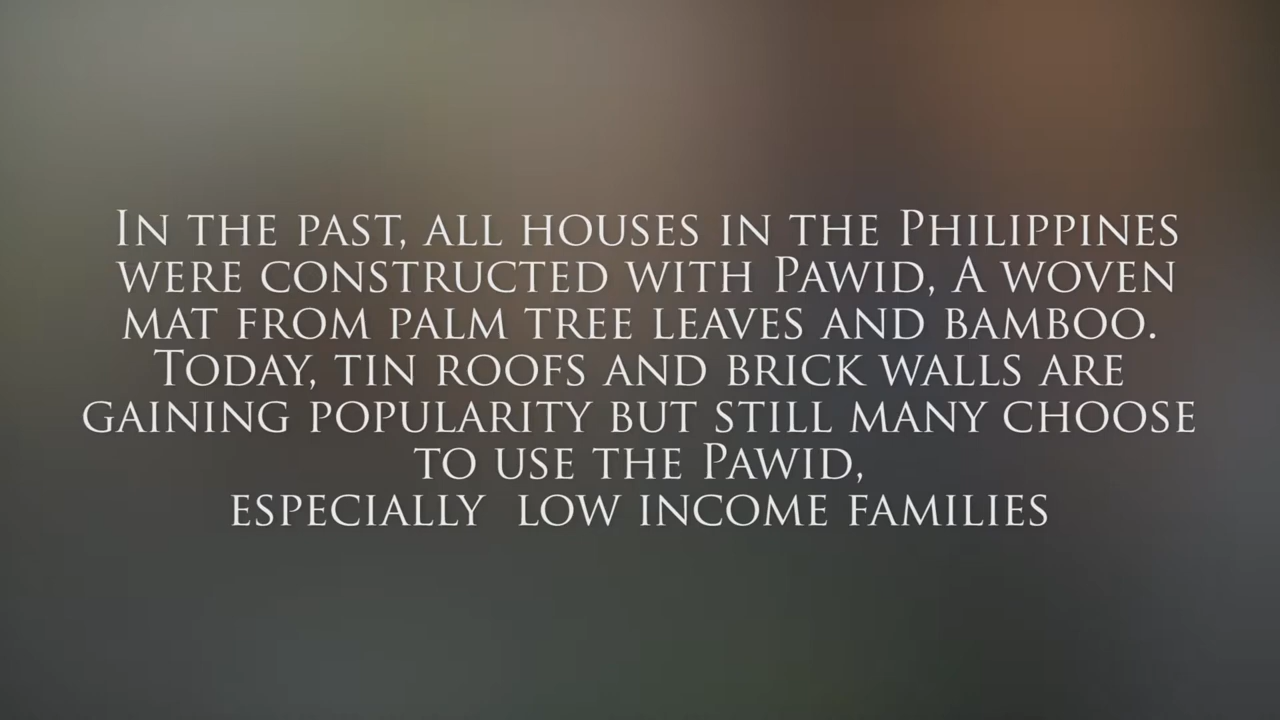 In the past, all houses in the Philippines
were constructed with Pawid, A woven
mat from palm tree leaves and bamboo.
Today, tin roofs and brick walls are
gaining popularity but still many choose
to use the Pawid,
especially  low income families